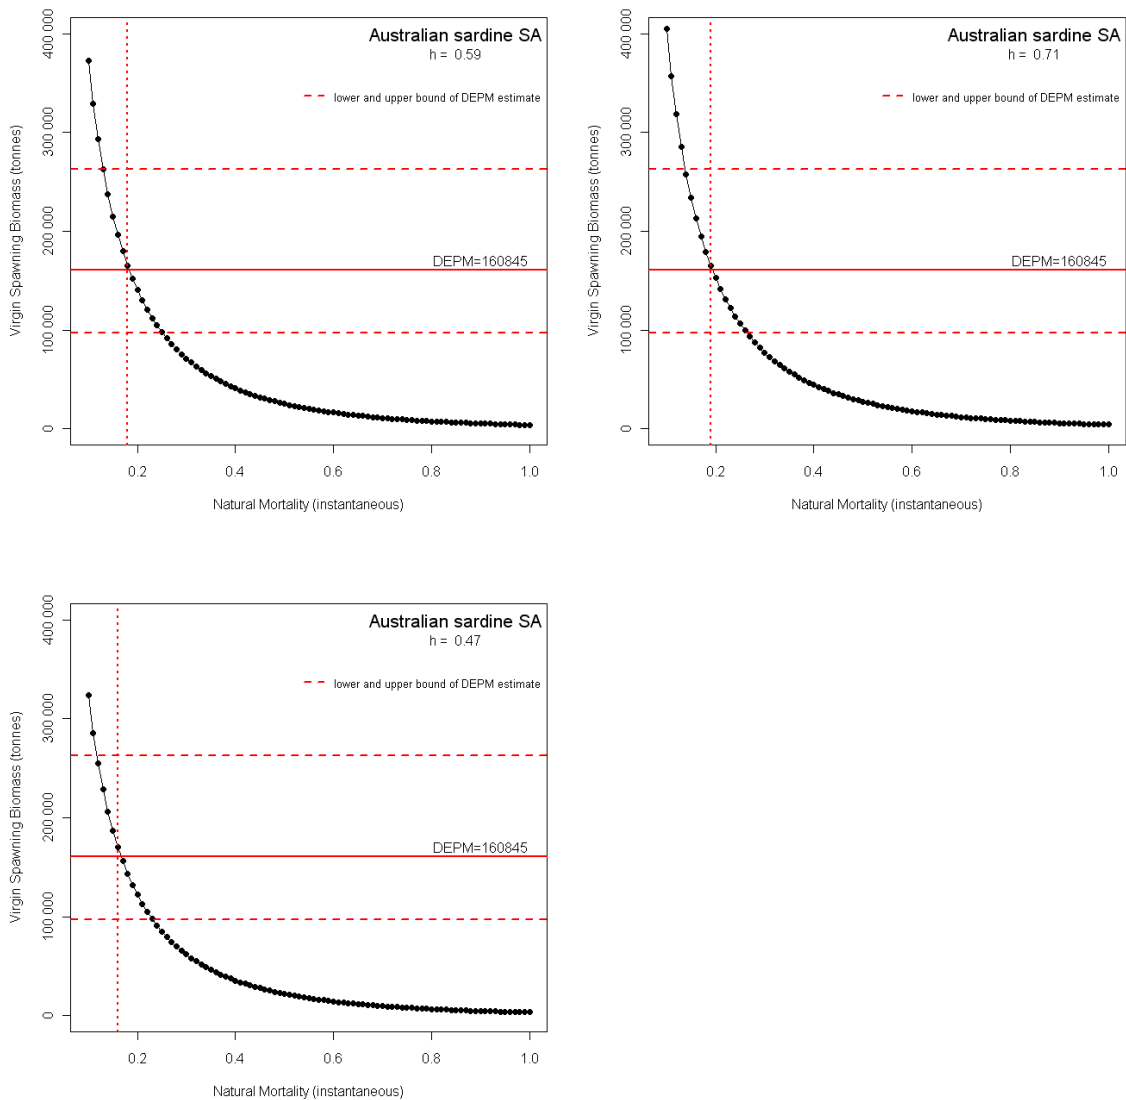 Australian sardine SA
h = 0.59
lower and upper bound of DEPM estimate
DEPM=160845
Virgin Spawning Biomass (tonnes)
0
100 000
200 000
300 000
400 000
0.2
0.4
0.6
0.8
1.0
Natural Mortality (instantaneous)
Australian sardine SA
h = 0.71
lower and upper bound of DEPM estimate
DEPM=160845
Virgin Spawning Biomass (tonnes)
0
100 000
200 000
300 000
400 000
0.2
0.4
0.6
0.8
1.0
Natural Mortality (instantaneous)
Australian sardine SA
h = 0.47
lower and upper bound of DEPM estimate
DEPM=160845
Virgin Spawning Biomass (tonnes)
0
100 000
200 000
300 000
400 000
0.2
0.4
0.6
0.8
1.0
Natural Mortality (instantaneous)